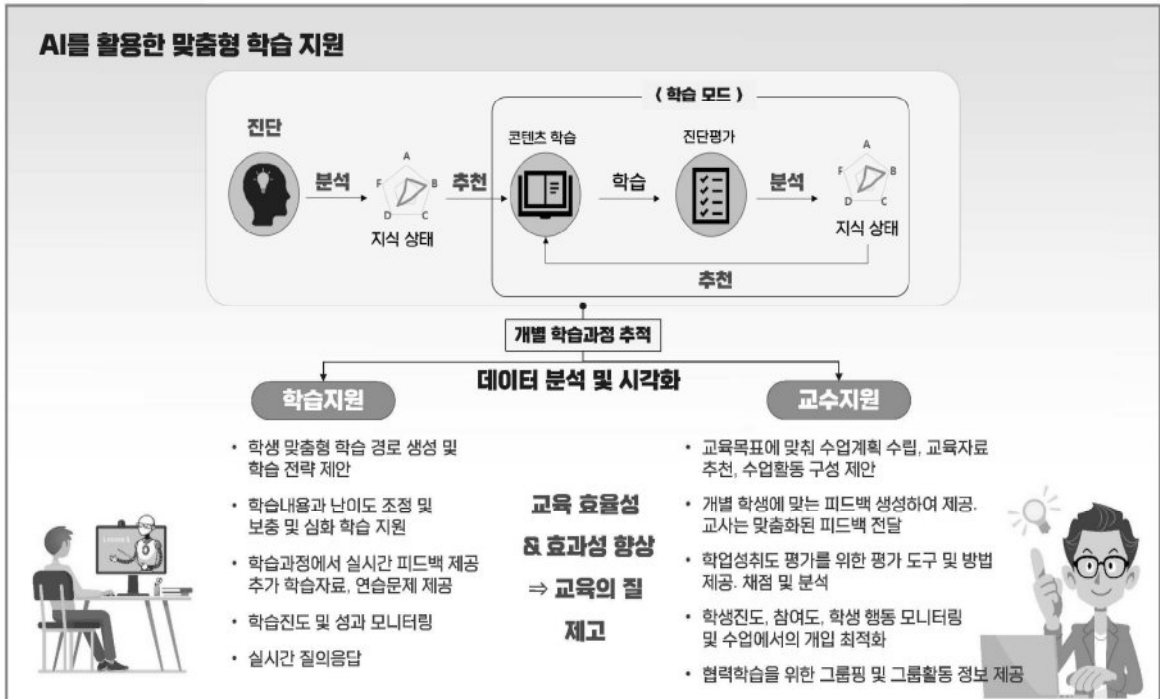 AI를 활용한 맞춤형 학습 지원
( 학습 모드 )
진단
분석
A
F
B
D
C
지식 상태
추천
콘텐츠 학습
학습
진단평가
분석
A
F
B
D
C
지식 상태
추천
개별 학습과정 추적
데이터 분석 및 시각화
학습지원
• 학생 맞춤형 학습 경로 생성 및
학습 전략 제안
• 학습내용과 난이도 조정 및
보충 및 심화 학습 지원
• 학습과정에서 실시간 피드백 제공
추가 학습자료, 연습문제 제공
• 학습진도 및 성과 모니터링
• 실시간 질의응답
교육 효율성
& 효과성 향상
⇒ 교육의 질
제고
교수지원
• 교육목표에 맞춰 수업계획 수립, 교육자료
추천, 수업활동 구성 제안
• 개별 학생에 맞는 피드백 생성하여 제공.
교사는 맞춤화된 피드백 전달
• 학업성취도 평가를 위한 평가 도구 및 방법
제공. 채점 및 분석
• 학생진도, 참여도, 학생 행동 모니터링
및 수업에서의 개입 최적화
• 협력학습을 위한 그룹핑 및 그룹활동 정보 제공